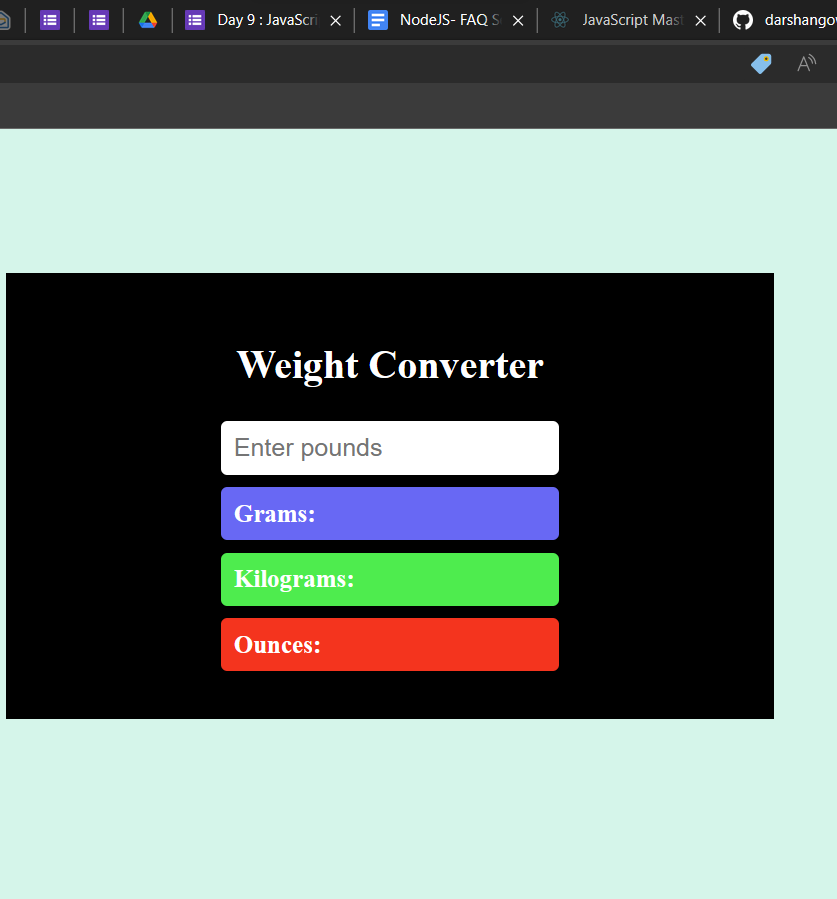 Day 9 : JavaScri
NodeJS- FAQ S
JavaScript Mast
darshangov
Weight Converter
Enter pounds
Grams:
Kilograms:
Ounces: